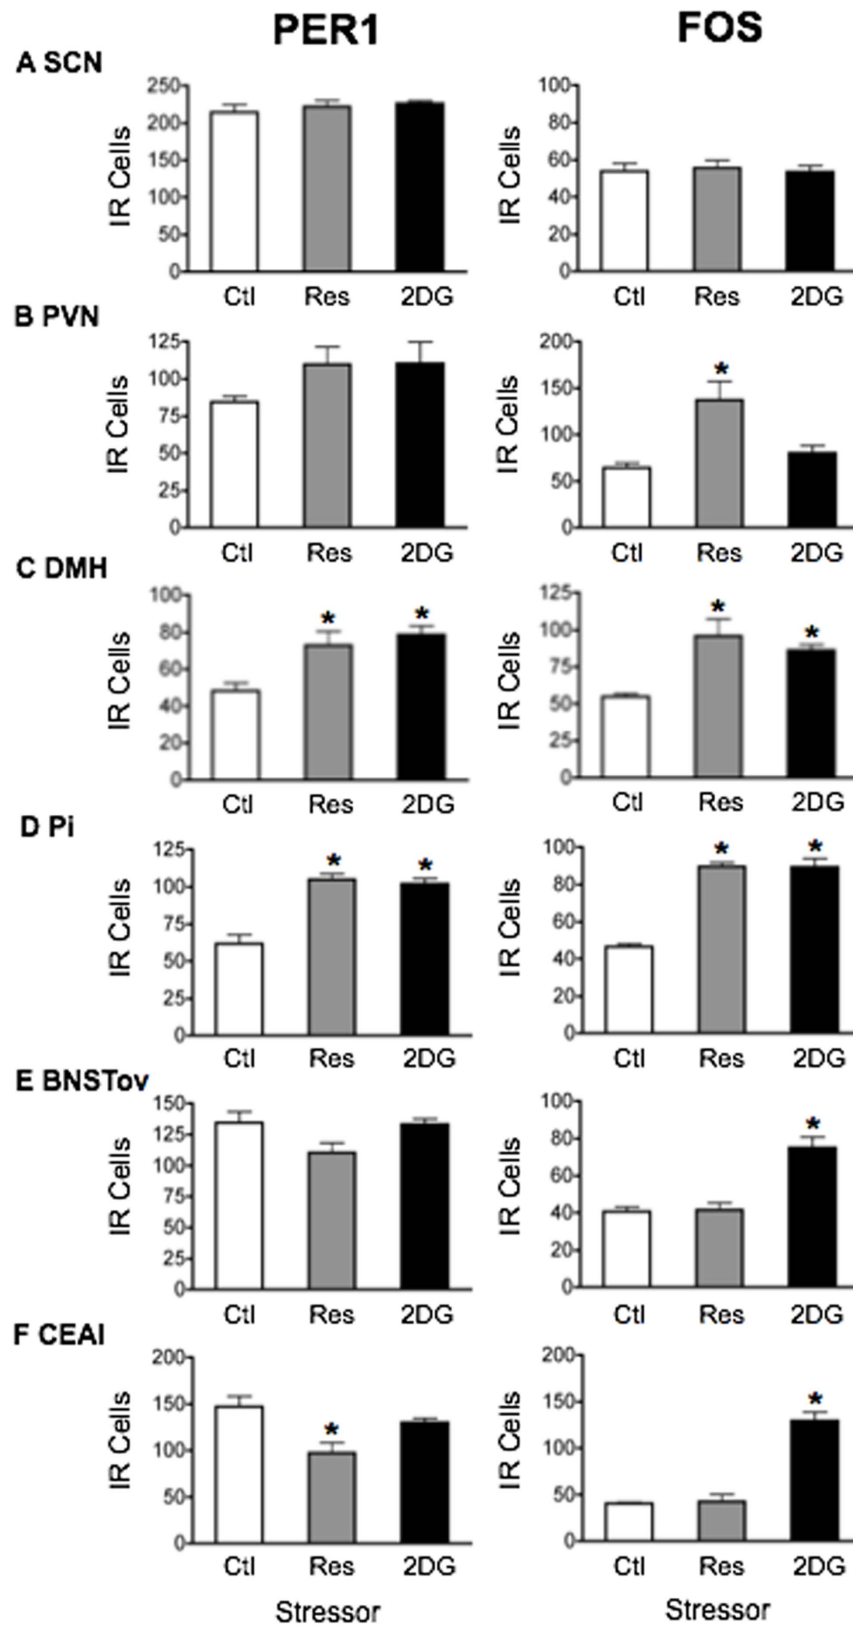 PER1 FOS
A SCN
250 200 150 100 50 0 IR Cells Ctl Res 2DG
100 80 60 40 20 0 IR Cells Ctl Res 2DG
B PVN
125 100 75 50 25 0 IR Cells Ctl Res 2DG
200 150 100 50 0 IR Cells * Ctl Res 2DG
C DMH
100 80 60 40 20 0 IR Cells * * Ctl Res 2DG
125 100 75 50 25 0 IR Cells * * Ctl Res 2DG
D Pi
125 100 75 50 25 0 IR Cells * * Ctl Res 2DG
100 80 60 40 20 0 IR Cells * * Ctl Res 2DG
E BNSTov
150 125 100 75 50 25 0 IR Cells Ctl Res 2DG
100 80 60 40 20 0 IR Cells * Ctl Res 2DG
F CEAl
200 150 100 50 0 IR Cells * Ctl Res 2DG
200 150 100 50 0 IR Cells * Ctl Res 2DG
Stressor Stressor